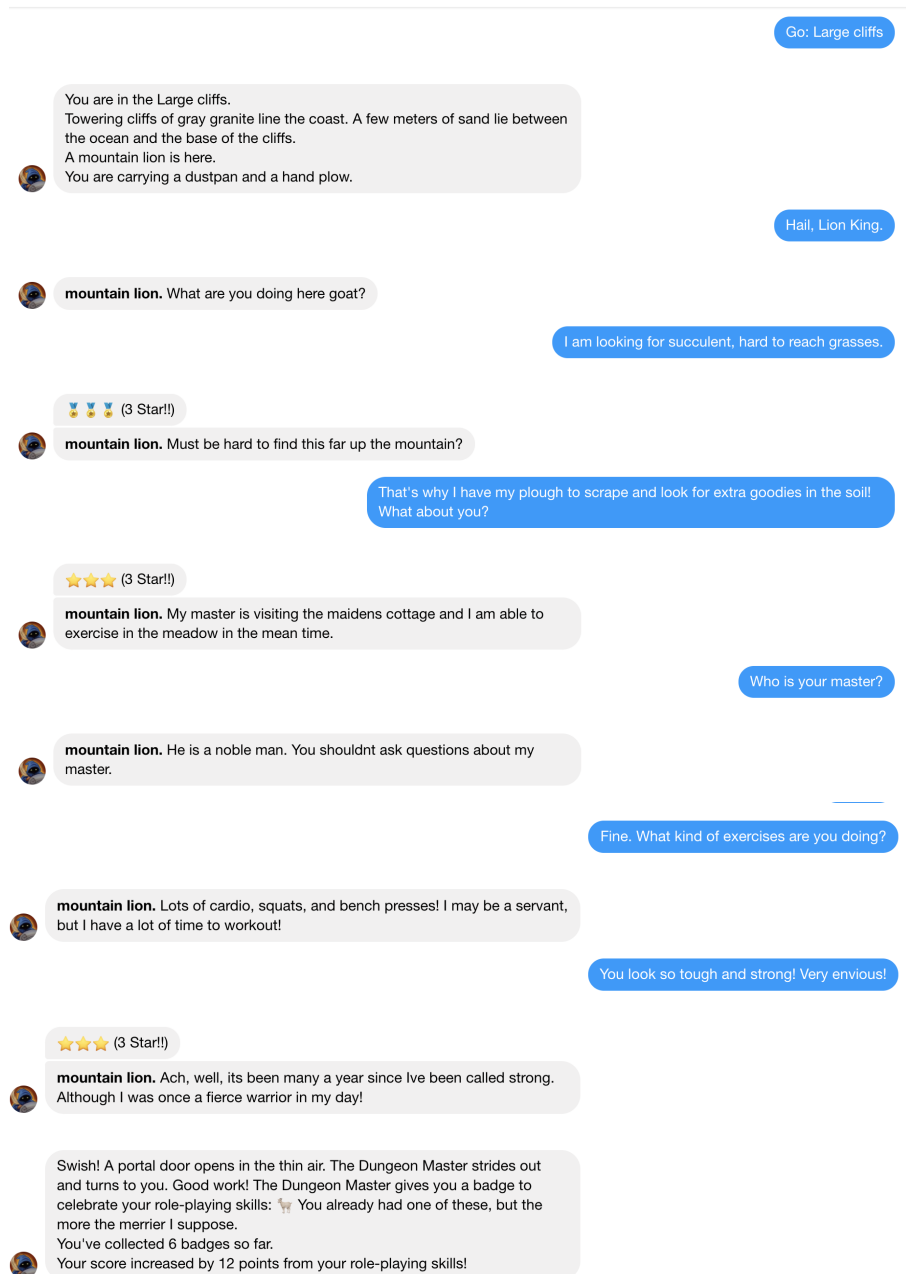 Go: Large cliffs
You are in the Large cliffs.
Towering cliffs of gray granite line the coast. A few meters of sand lie between
the ocean and the base of the cliffs.
A mountain lion is here.
You are carrying a dustpan and a hand plow.
Hail, Lion King.
mountain lion. What are you doing here goat?
I am looking for succulent, hard to reach grasses.
(3 Star!!)
mountain lion. Must be hard to find this far up the mountain?
That's why I have my plough to scrape and look for extra goodies in the soil!
What about you?
(3 Star!!)
mountain lion. My master is visiting the maidens cottage and I am able to
exercise in the meadow in the mean time.
Who is your master?
mountain lion. He is a noble man. You shouldnt ask questions about my
master.
Fine. What kind of exercises are you doing?
mountain lion. Lots of cardio, squats, and bench presses! I may be a servant,
but I have a lot of time to workout!
You look so tough and strong! Very envious!
(3 Star!!)
mountain lion. Ach, well, its been many a year since Ive been called strong.
Although I was once a fierce warrior in my day!
Swish! A portal door opens in the thin air. The Dungeon Master strides out
and turns to you. Good work! The Dungeon Master gives you a badge to
celebrate your role-playing skills: 🐐 You already had one of these, but the
more the merrier I suppose.
You've collected 6 badges so far.
Your score increased by 12 points from your role-playing skills!